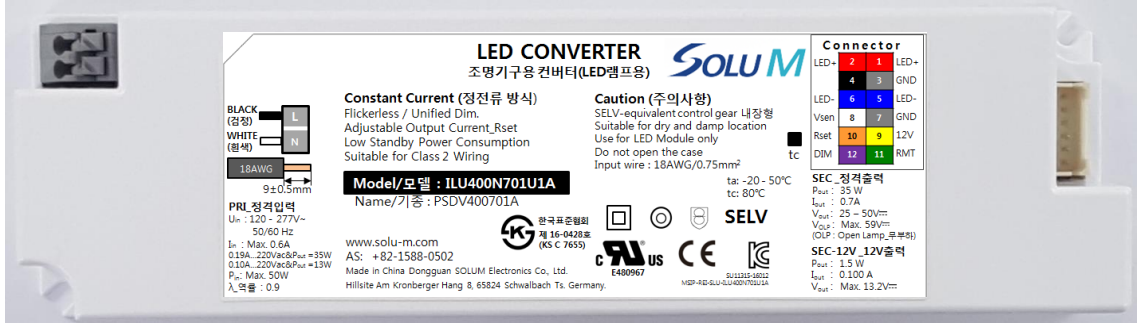 LED CONVERTER
조명기구용컨버터(LED램프용)
SOLU M
Constant Current (정전류 방식)
Flickerless / Unified Dim.
Adjustable Output Current_Rset
Low Standby Power Consumption
Suitable for Class 2 Wiring
Caution (주의사항)
SELV-equivalent control gear 내장형
Suitable for dry and damp location
Use for LED Module only
Do not open the case
Input wire : 18AWG/0.75mm²
tc
ta: -20 - 50℃
tc: 80℃
BLACK
(검정)
L
WHITE
(흰색)
N
18AWG
9±0.5mm
PRI_정격입력
Uin : 120 - 277V~
50/60 Hz
Iin : Max. 0.6A
0.19A...220Vac&Pout =35W
0.10A...220Vac&Pout =13W
Pin: Max. 50W
λ_역률 : 0.9
Model/모델 : ILU400N701U1A
Name/기종 : PSDV400701A
www.solu-m.com
AS: +82-1588-0502
Made in China Dongguan SOLUM Electronics Co., Ltd.
Hillsite Am Kronberger Hang 8, 65824 Schwalbach Ts. Germany.
한국표준협회
제 16-0428호
(KS C 7655)
SELV
c RU US
E480967
CE
SU11315-16012
MSIP-REI-SLU-ILU400N701U1A
Connector
LED+ 2 1 LED+
4 3 GND
LED- 6 5 LED-
Vsen 8 7 GND
Rset 10 9 12V
DIM 12 11 RMT
SEC_정격출력
Pout : 35 W
Iout : 0.7A
Vout : 25 – 50V
VOLP : Max. 59V
(OLP : Open Lamp_무부하)
SEC-12V_12V출력
Pout : 1.5 W
Iout : 0.100 A
Vout : Max. 13.2V